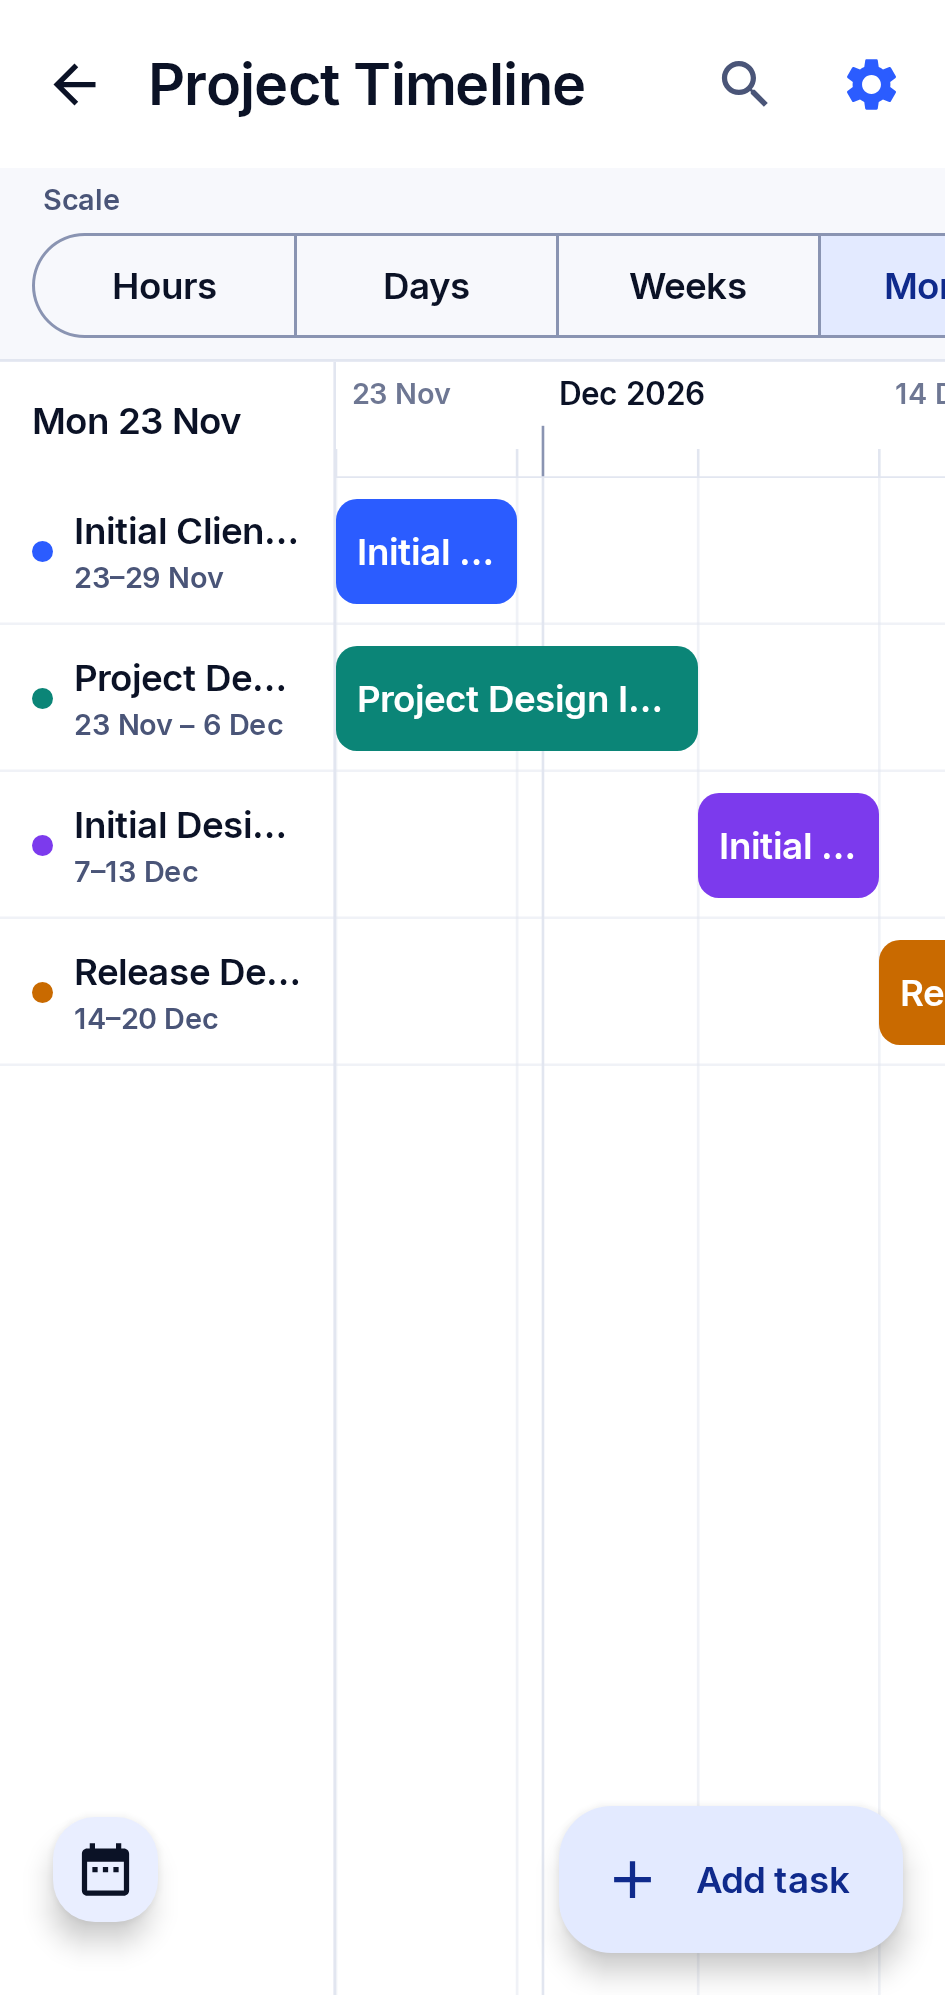 Project Timeline
Scale
Hours
Days
Weeks
Mon 23 Nov
23 Nov
Dec 2026
14
Initial Clien...
23–29 Nov
Initial ...
Project De...
23 Nov – 6 Dec
Project Design I...
Initial Desi...
7–13 Dec
Initial ...
Release De...
14–20 Dec
Add task